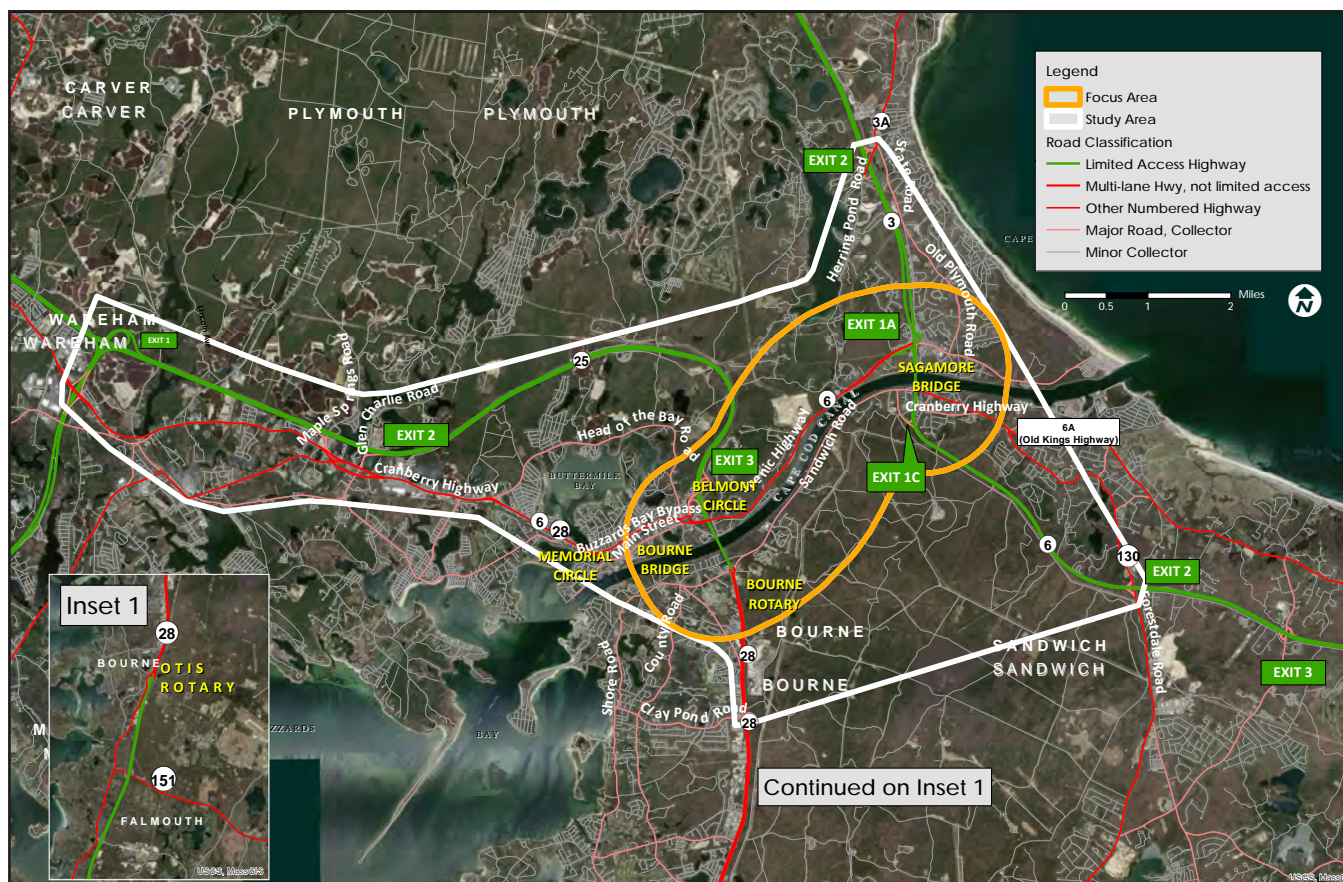 CARVER
CARVER
PLYMOUTH
PLYMOUTH
Legend
Focus Area
Study Area
Road Classification
Limited Access Highway
Multi-lane Hwy, not limited access
Other Numbered Highway
Major Road, Collector
Minor Collector
0 0.5 1 2 Miles
N
3A
EXIT 2
State Road
Herring Pond Road
3
CAPE
Old Plymouth Road
WAREHAM
WAREHAM
EXIT 1
EXIT 1A
SAGAMORE
BRIDGE
25
6
Maple Springs Road
Glen Charlie Road
EXIT 2
Head of the Bay Road
Cranberry Highway
Cranberry Highway
6A
(Old Kings Highway)
CAPE COD CANAL
Sandwich Road
EXIT 3
BELMONT
CIRCLE
EXIT 1C
BUTTERMILK
BAY
6
28
Buzzards Bay Bypass
Main Street
MEMORIAL
CIRCLE
BOURNE
BRIDGE
BOURNE
ROTARY
6
130
EXIT 2
Forestdale Road
BOURNE
BOURNE
SANDWICH
SANDWICH
EXIT 3
28
County Road
Shore Road
Clay Pond Road
28
BAY
Continued on Inset 1
Inset 1
28
BOURNE
OTIS
ROTARY
151
FALMOUTH
USGS, MassGIS